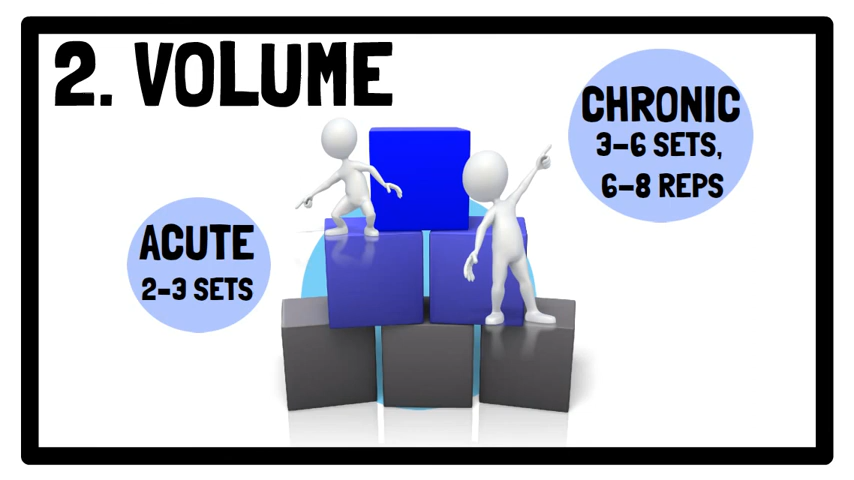 2. VOLUME
CHRONIC
3-6 SETS,
6-8 REPS
ACUTE
2-3 SETS